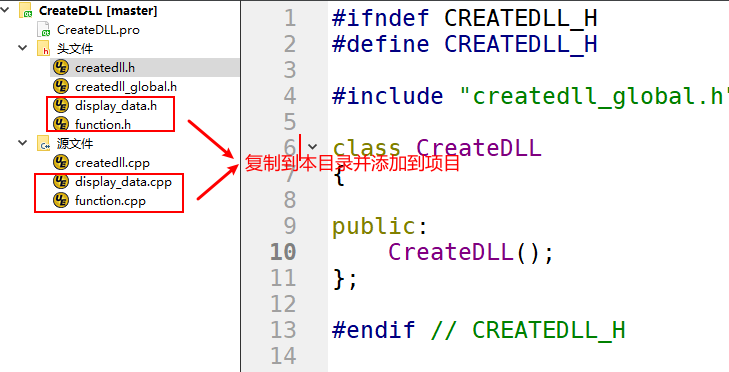 CreateDLL [master]
CreateDLL.pro
头文件
createdll.h
createdll_global.h
display_data.h
function.h
源文件
createdll.cpp
display_data.cpp
function.cpp
复制到本目录并添加到项目
1 #ifndef CREATEDLL_H
2 #define CREATEDLL_H
3
4 #include "createdll_global.h"
5
6 class CreateDLL
7 {
8
9 public:
10 CreateDLL();
11 };
12
13 #endif // CREATEDLL_H
14